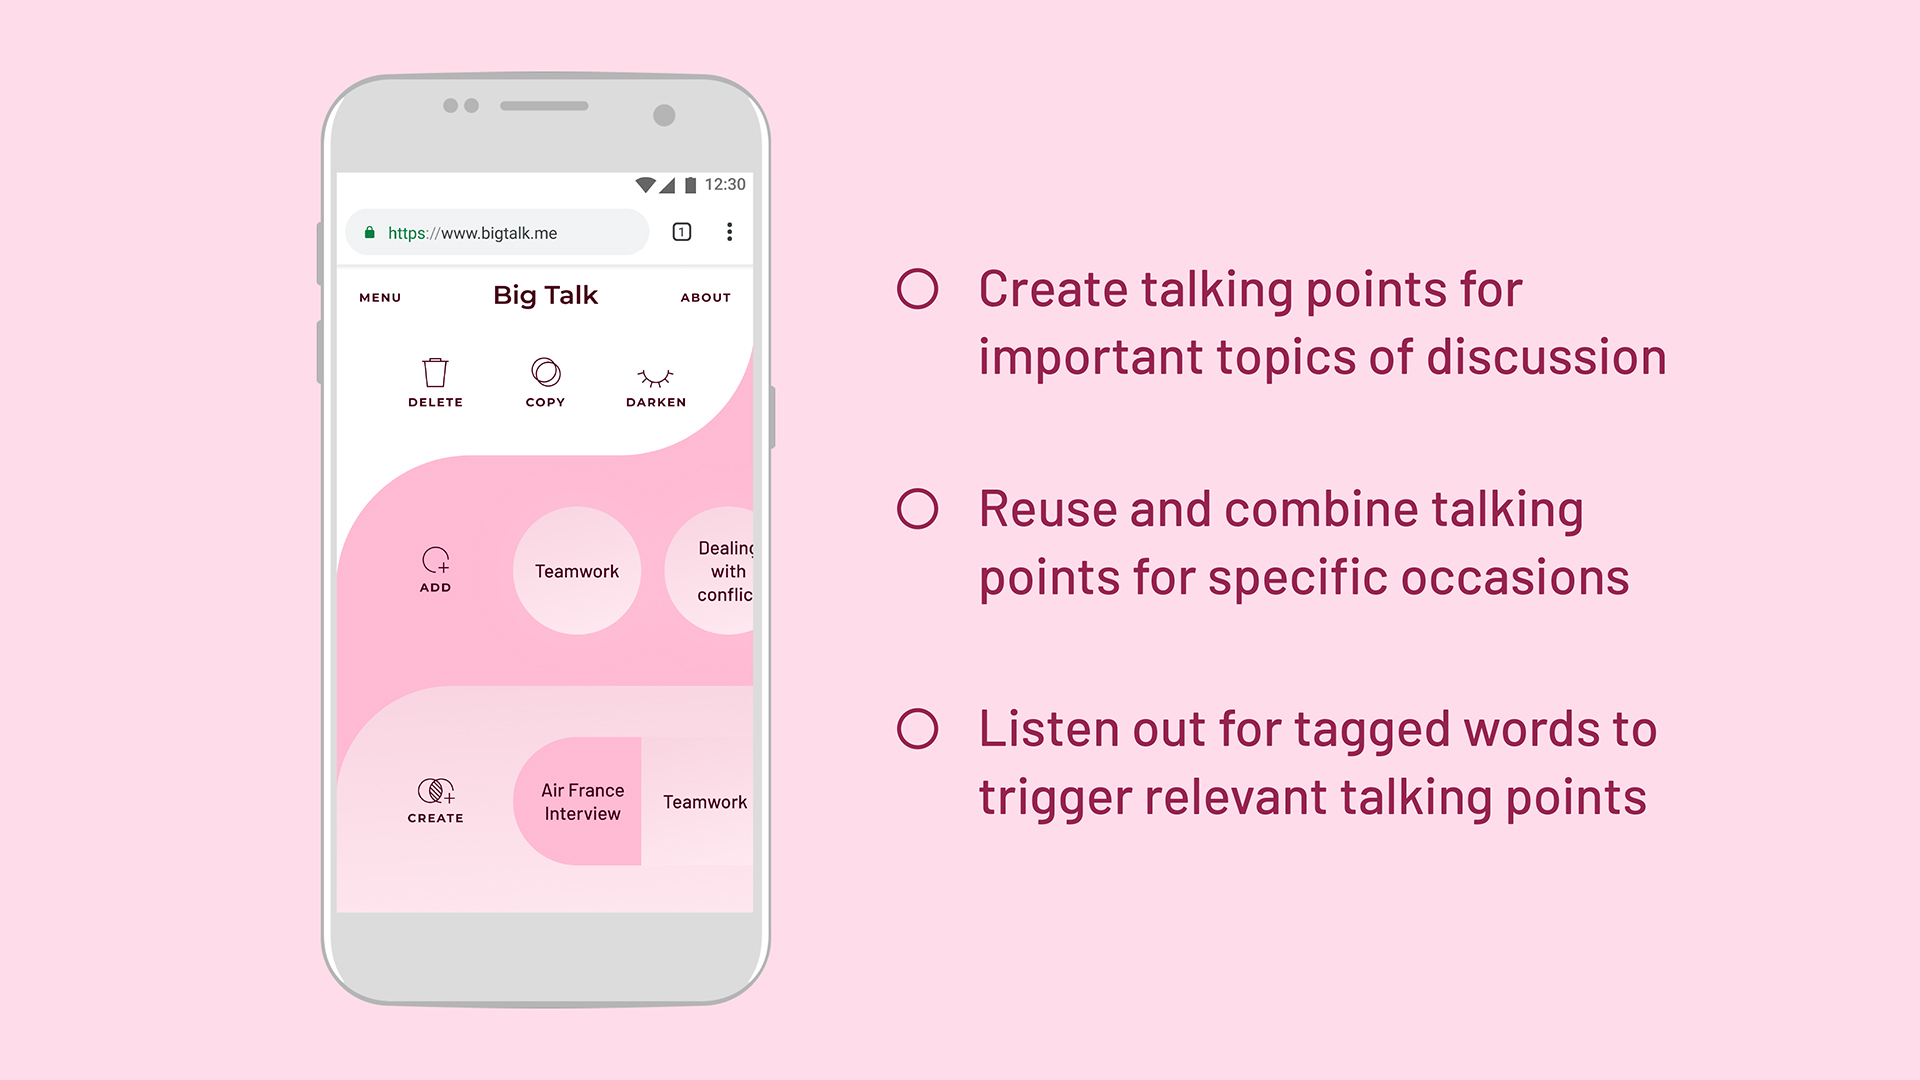 12:30
https://www.bigtalk.me
1
MENU
Big Talk
ABOUT
DELETE
COPY
DARKEN
ADD
Teamwork
Dealing
with
conflic
CREATE
Air France
Interview
Teamwork
Create talking points for
important topics of discussion
Reuse and combine talking
points for specific occasions
Listen out for tagged words to
trigger relevant talking points